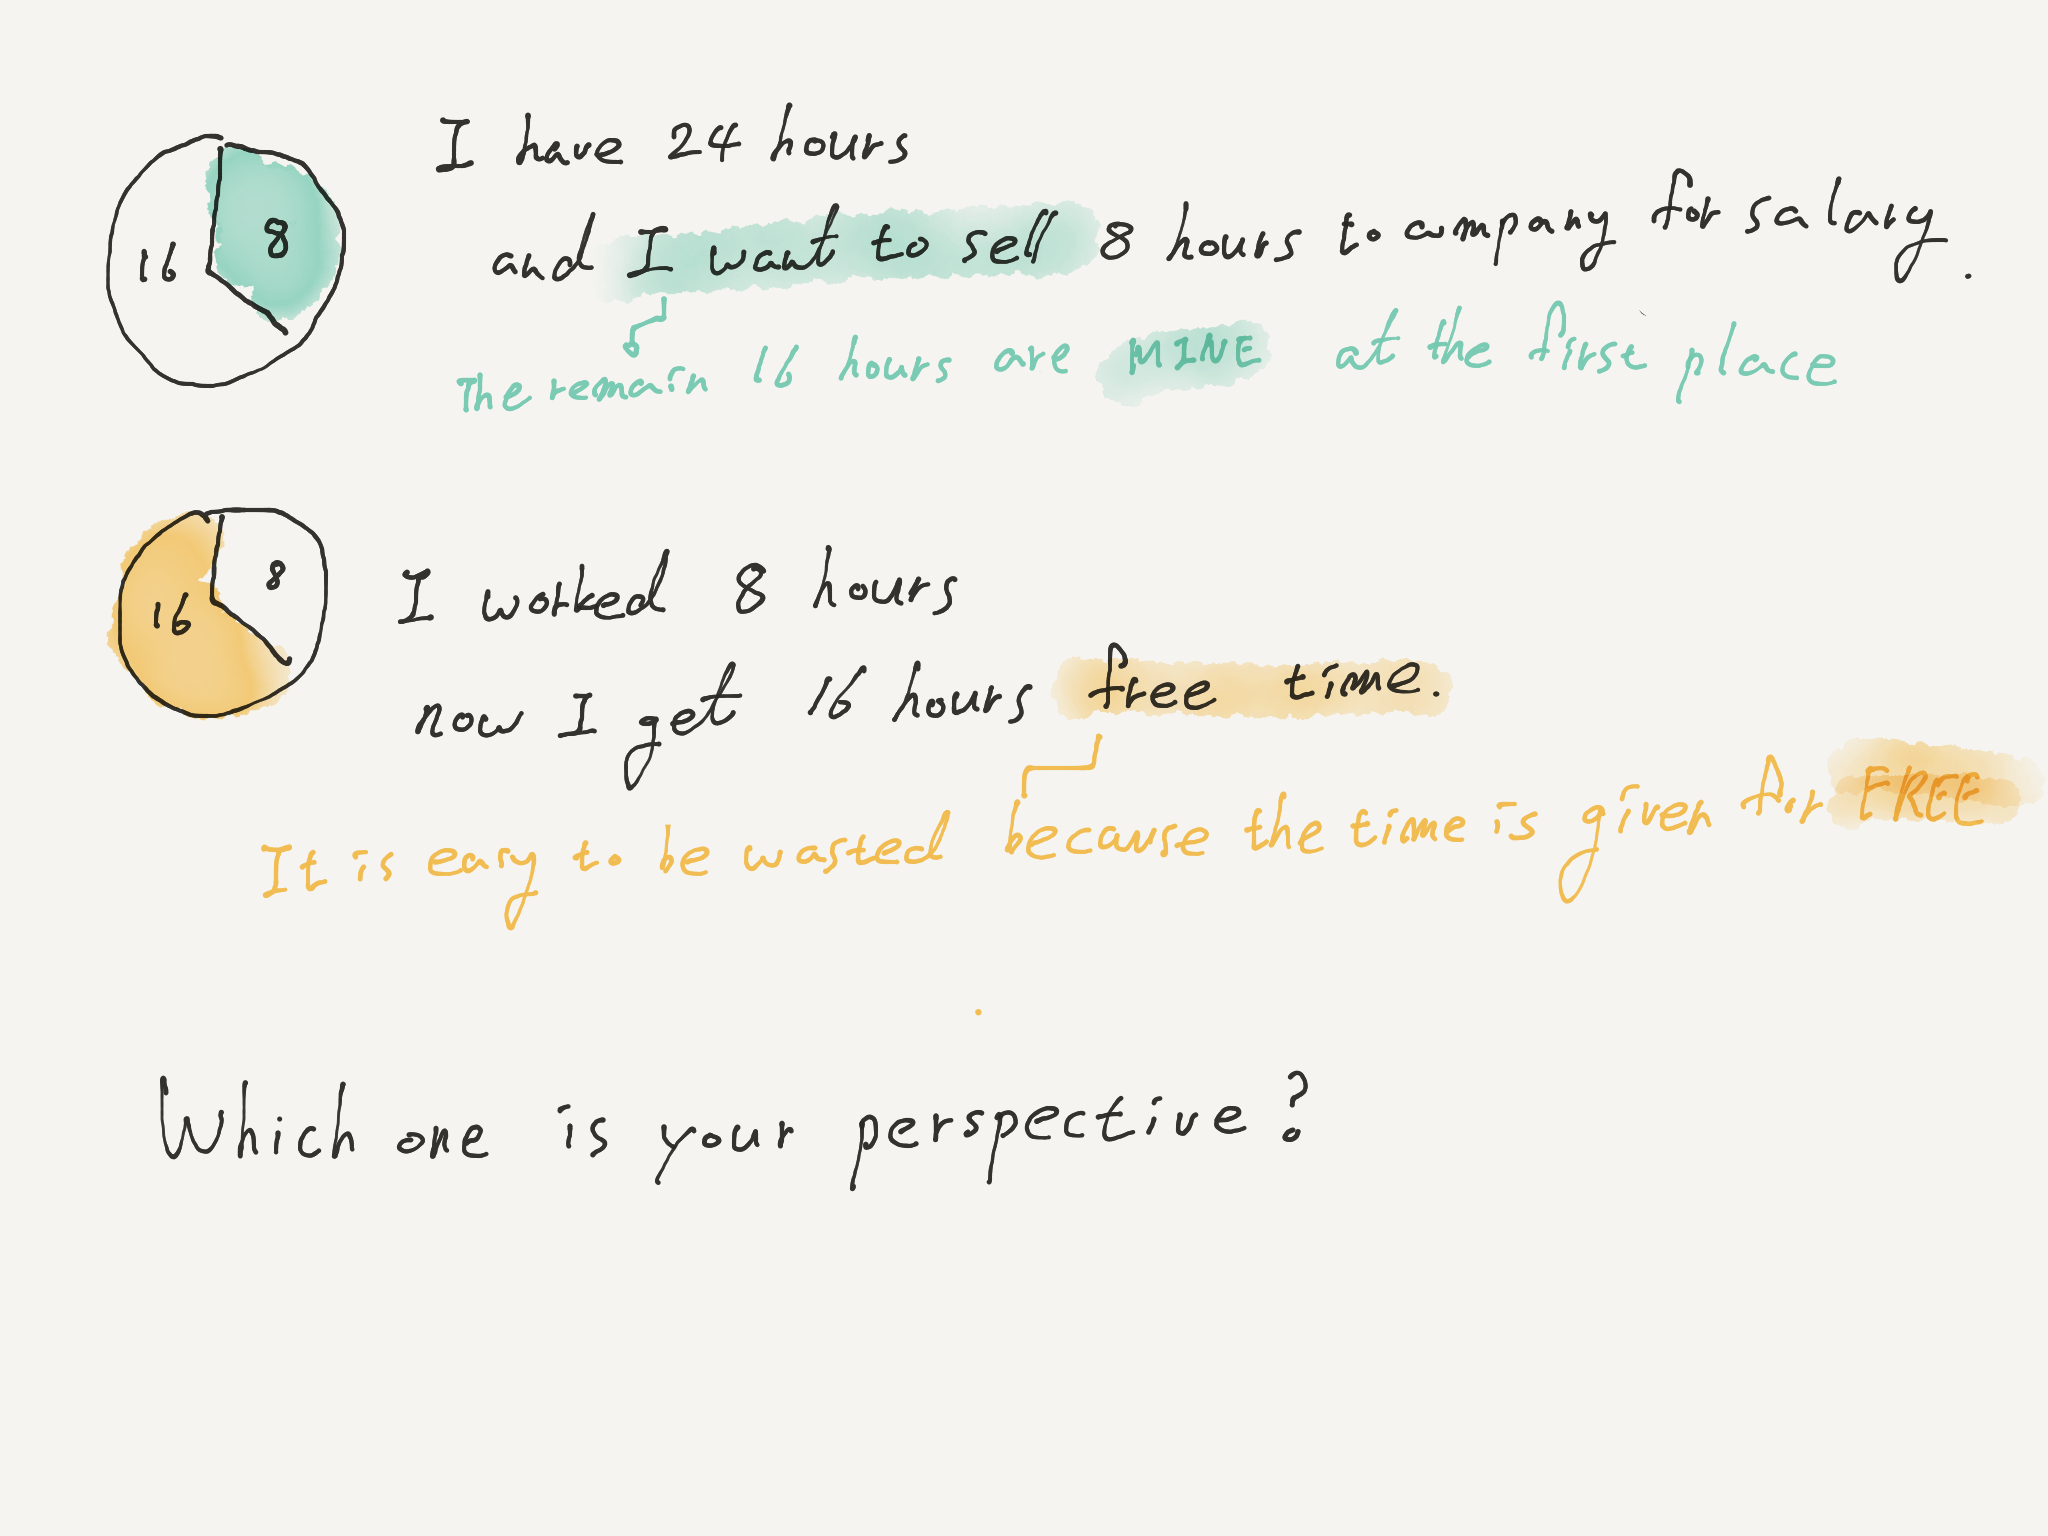 16
8
I have 24 hours
and I want to sell 8 hours to company for salary.
The remain 16 hours are MINE at the first place
16
8
I worked 8 hours
now I get 16 hours free time.
It is easy to be wasted because the time is given for FREE
Which one is your perspective?